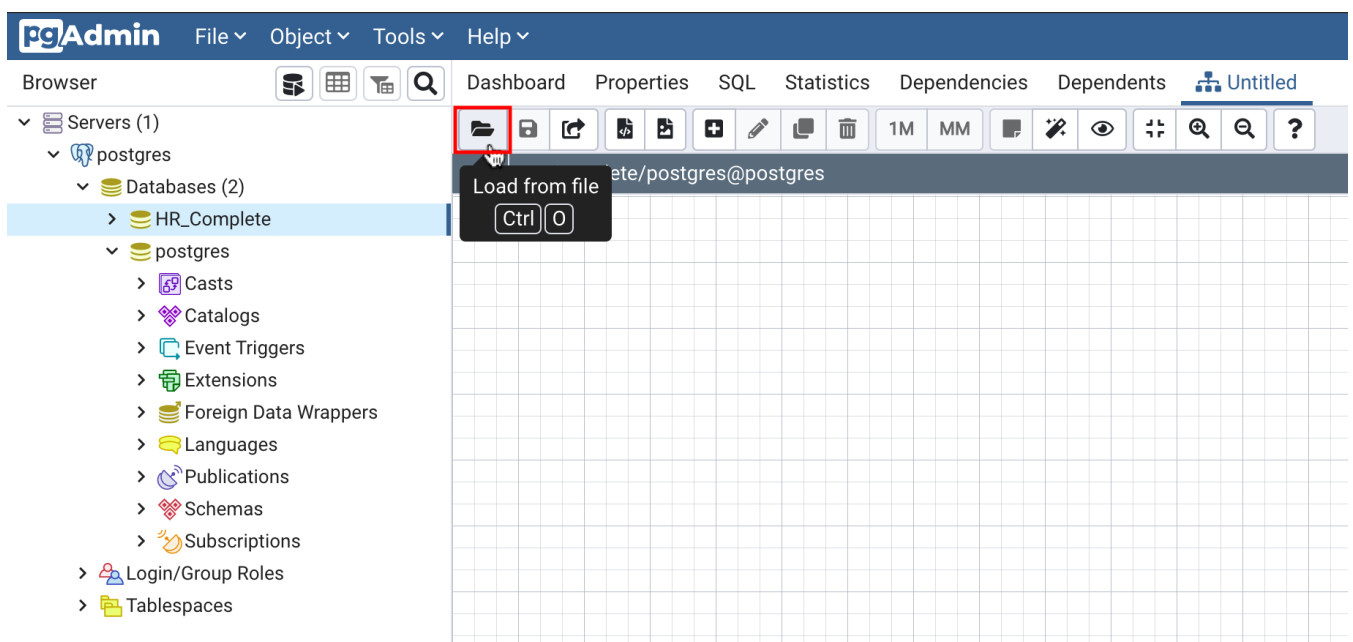 pgAdmin File Object Tools Help
Browser
Dashboard Properties SQL Statistics Dependencies Dependents Untitled
1M MM ?
Servers (1)
postgres
Databases (2)
HR_Complete
postgres
Casts
Catalogs
Event Triggers
Extensions
Foreign Data Wrappers
Languages
Publications
Schemas
Subscriptions
Login/Group Roles
Tablespaces
ete/postgres@postgres
Load from file
Ctrl O